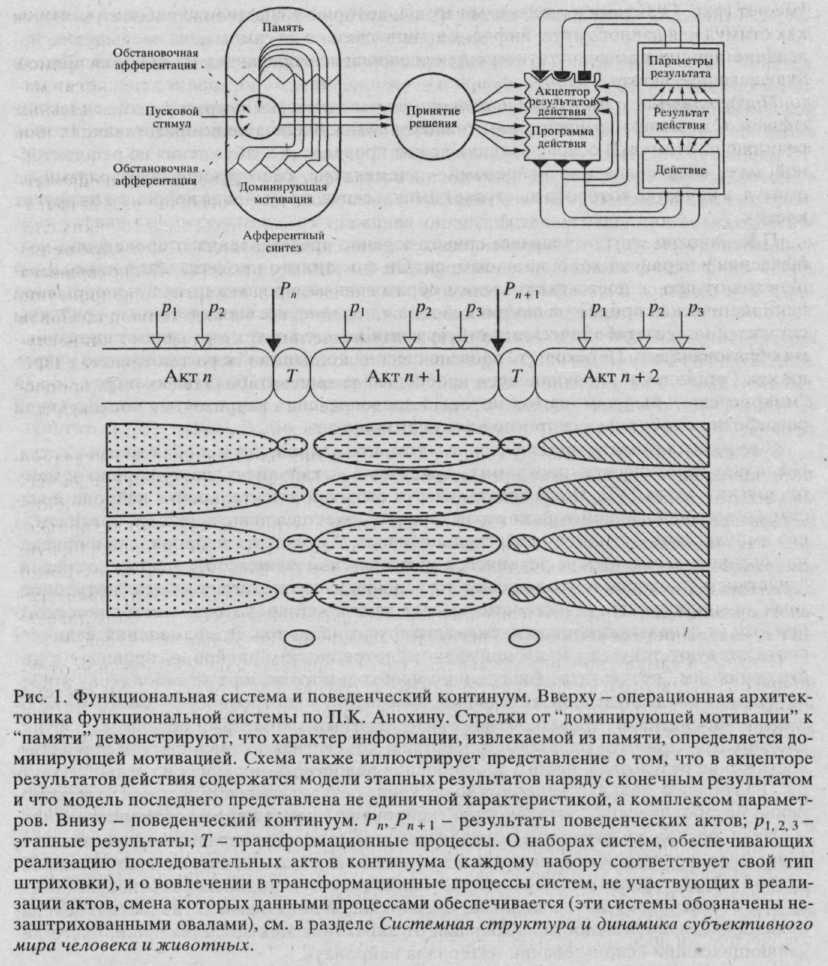 Память
Обстановочная
афферентация
Пусковой
стимул
Обстановочная
афферентация
Доминирующая
мотивация
Афферентный
синтез
Принятие
решения
Акцептор
результатов
действия
Программа
действия
Параметры
результата
Результат
действия
Действие
Pn Pn + 1
p1 p2 p1 p2 p3 p1 p2 p3
Акт n T Акт n + 1 T Акт n + 2
Рис. 1. Функциональная система и поведенческий континуум. Вверху – операционная архитек-
тоника функциональной системы по П.К. Анохину. Стрелки от “доминирующей мотивации” к
“памяти” демонстрируют, что характер информации, извлекаемой из памяти, определяется до-
минирующей мотивацией. Схема также иллюстрирует представление о том, что в акцепторе
результатов действия содержатся модели этапных результатов наряду с конечным результатом
и что модель последнего представлена не единичной характеристикой, а комплексом парамет-
ров. Внизу – поведенческий континуум. Pn, Pn + 1 – результаты поведенческих актов; p1, 2, 3 –
этапные результаты; T – трансформационные процессы. О наборах систем, обеспечивающих
реализацию последовательных актов континуума (каждому набору соответствует свой тип
штриховки), и о вовлечении в трансформационные процессы систем, не участвующих в реали-
зации актов, смена которых данными процессами обеспечивается (эти системы обозначены не-
заштрихованными овалами), см. в разделе Системная структура и динамика субъективного
мира человека и животных.